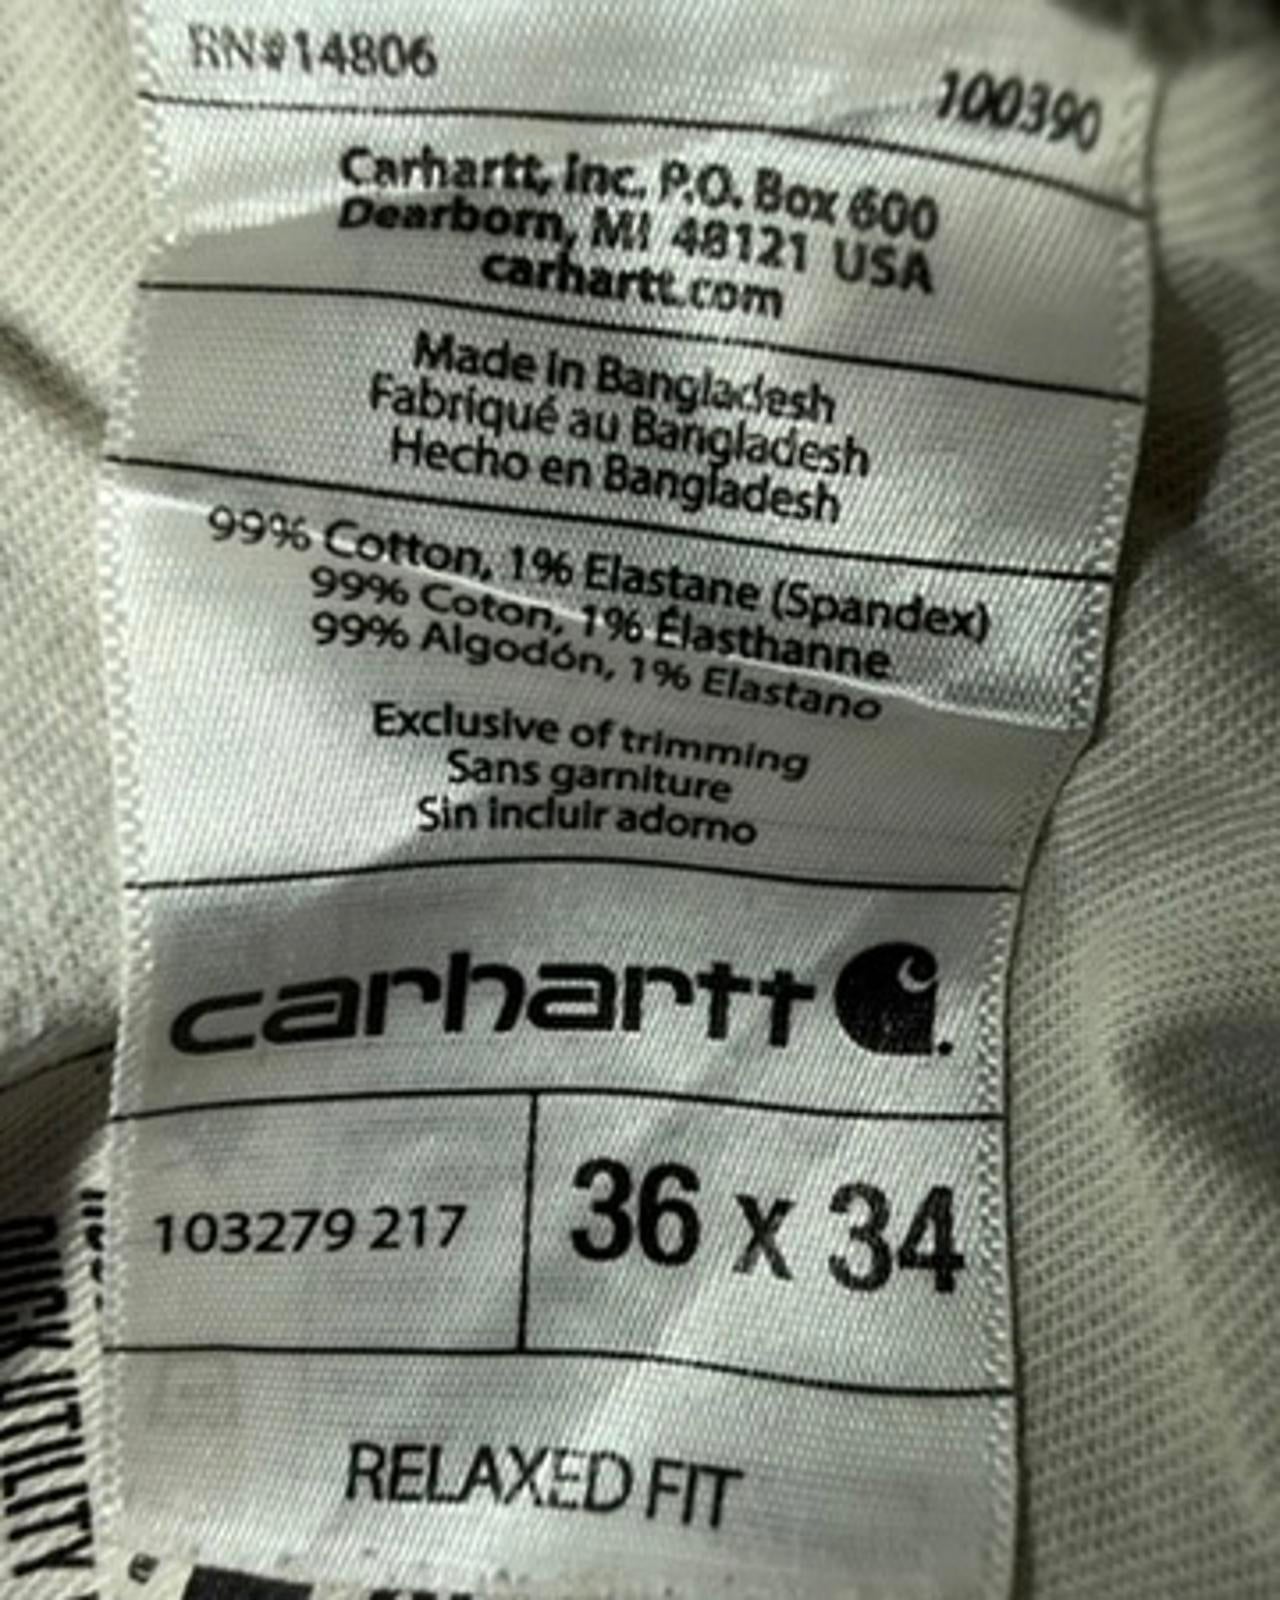 RN#14806
100390
Carhartt, Inc. P.O. Box 600
Dearborn, MI 48121 USA
carhartt.com
Made in Bangladesh
Fabriqué au Bangladesh
Hecho en Bangladesh
99% Cotton, 1% Elastane (Spandex)
99% Coton, 1% Élasthanne
99% Algodón, 1% Elastano
Exclusive of trimming
Sans garniture
Sin incluir adorno
carhartt
103279 217
36 x 34
RELAXED FIT
UTILITY